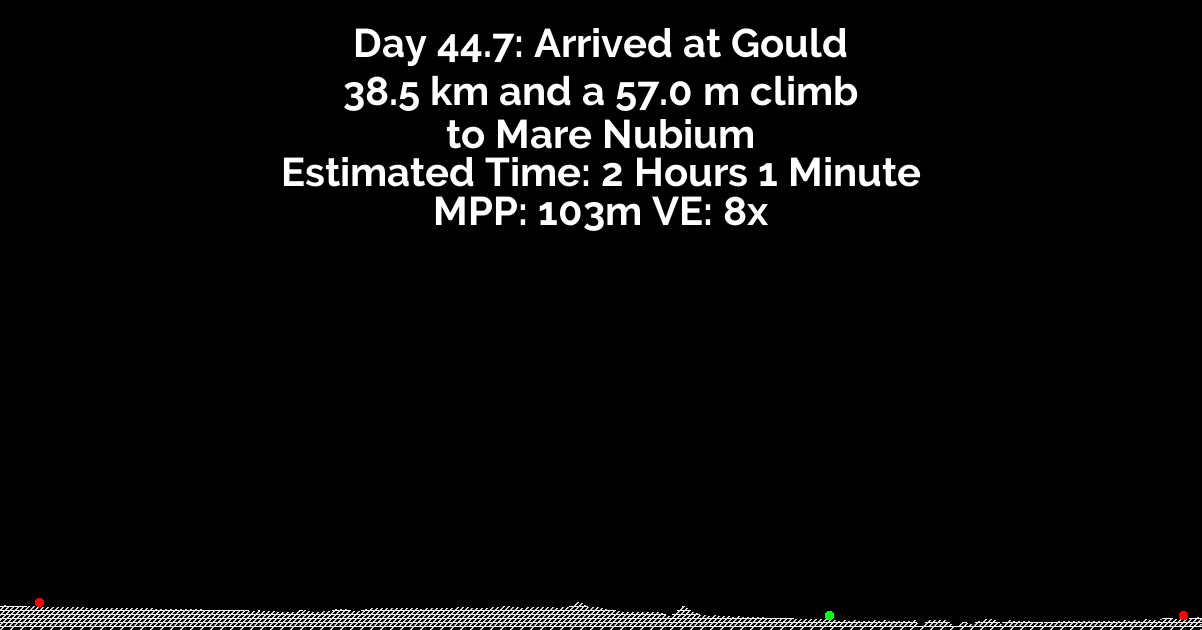 Day 44.7: Arrived at Gould
38.5 km and a 57.0 m climb
to Mare Nubium
Estimated Time: 2 Hours 1 Minute
MPP: 103m VE: 8x